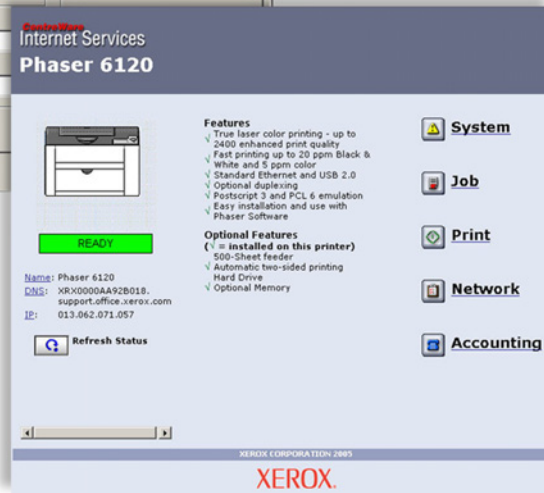 CentreWare
Internet Services
Phaser 6120
READY
Name: Phaser 6120
DNS: XRX0000AA92B018.
support.office.xerox.com
IP: 013.062.071.057
Refresh Status
Features
√ True laser color printing - up to
2400 enhanced print quality
√ Fast printing up to 20 ppm Black &
White and 5 ppm color
√ Standard Ethernet and USB 2.0
√ Optional duplexing
√ Postscript 3 and PCL 6 emulation
√ Easy installation and use with
Phaser Software
Optional Features
(√ = installed on this printer)
500-Sheet feeder
√ Automatic two-sided printing
Hard Drive
√ Optional Memory
System
Job
Print
Network
Accounting
XEROX CORPORATION 2005
XEROX.